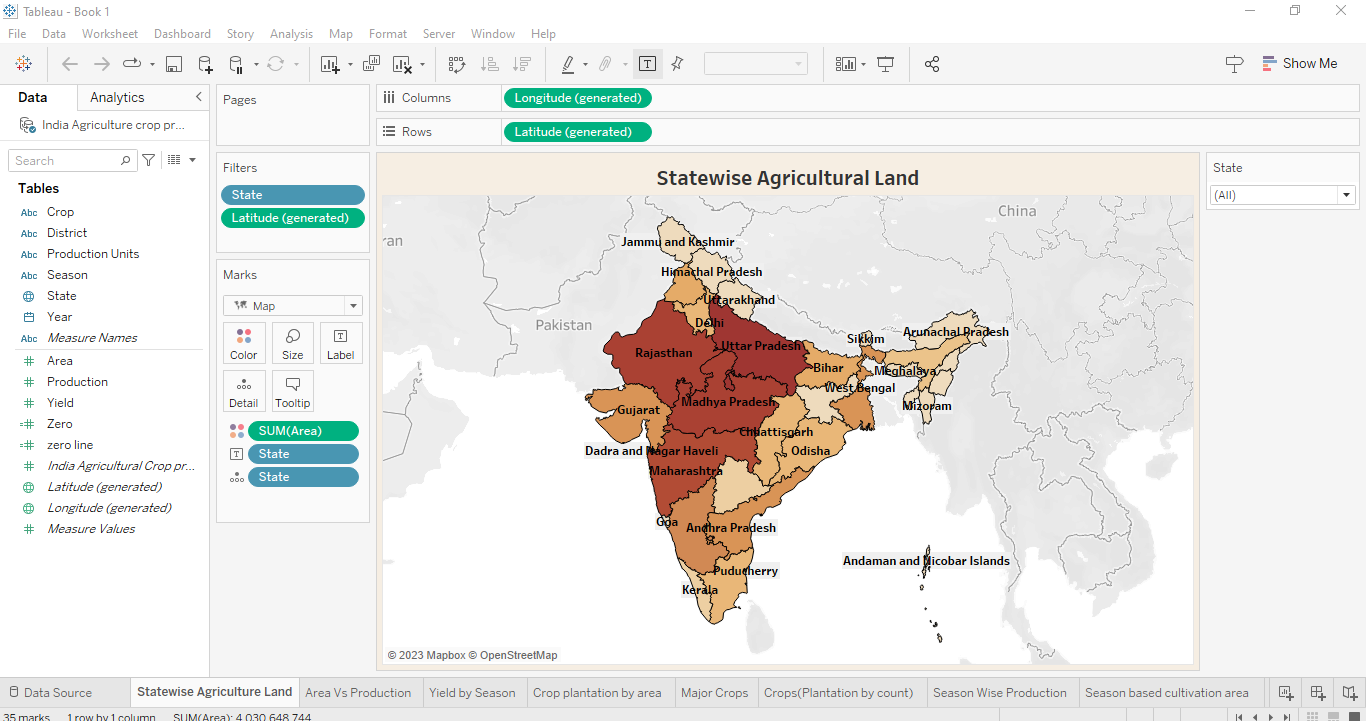 Tableau - Book 1
File Data Worksheet Dashboard Story Analysis Map Format Server Window Help
Show Me
Data Analytics
India Agriculture crop pr...
Search
Tables
Abc Crop
Abc District
Abc Production Units
Abc Season
State
Year
Abc Measure Names
Area
Production
Yield
Zero
zero line
India Agricultural Crop pr...
Latitude (generated)
Longitude (generated)
Measure Values
Pages
Filters
State
Latitude (generated)
Marks
Map
Color Size Label
Detail Tooltip
SUM(Area)
State
State
Columns Longitude (generated)
Rows Latitude (generated)
Statewise Agricultural Land
China
ran
Jammu and Keshmir
Himachal Pradesh
Uttarakhand
Pakistan
Delhi
Arunachal Pradesh
Sikkim
Uttar Pradesh
Rajasthan
Bihar
Meghalaya
West Bengal
Madhya Pradesh
Mizoram
Gujarat
Chhattisgarh
Dadra and Nagar Haveli
Odisha
Maharashtra
Goa
Andhra Pradesh
Andaman and Nicobar Islands
Puducherry
Kerala
© 2023 Mapbox © OpenStreetMap
State
(All)
Data Source Statewise Agriculture Land Area Vs Production Yield by Season Crop plantation by area Major Crops Crops(Plantation by count) Season Wise Production Season based cultivation area
35 marks 1 row by 1 column SUM(Area): 4,030,648,744